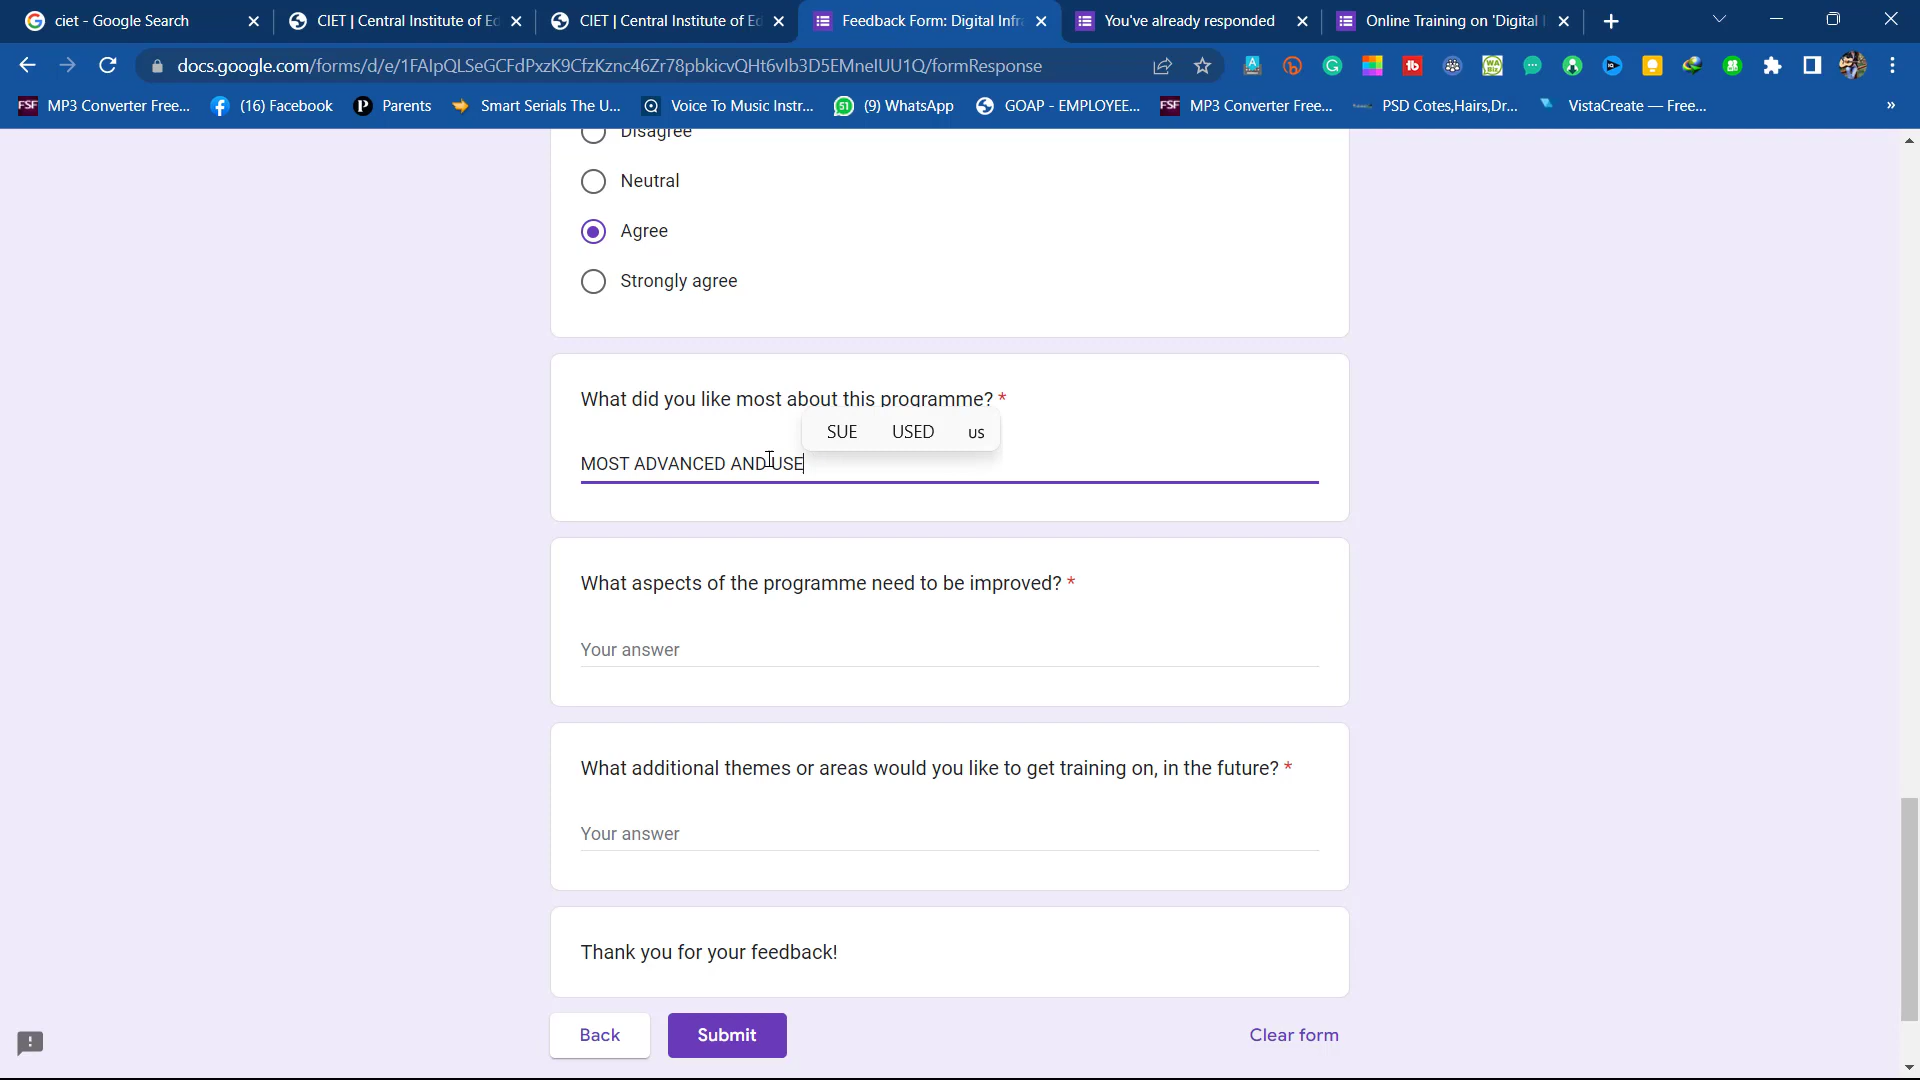 ciet - Google Search
CIET | Central Institute of Ed
CIET | Central Institute of Ed
Feedback Form: Digital Infr
You've already responded
Online Training on 'Digital
docs.google.com/forms/d/e/1FAIpQLSeGCFdPxzK9CfzKznc46Zr78pbkicvQHt6vIb3D5EMneIUU1Q/formResponse
MP3 Converter Free...
(16) Facebook
Parents
Smart Serials The U...
Voice To Music Instr...
(9) WhatsApp
GOAP - EMPLOYEE...
MP3 Converter Free...
PSD Cotes,Hairs,Dr...
VistaCreate — Free...
»
Disagree
Neutral
Agree
Strongly agree
What did you like most about this programme? *
SUE USED us
MOST ADVANCED AND USE
What aspects of the programme need to be improved? *
Your answer
What additional themes or areas would you like to get training on, in the future? *
Your answer
Thank you for your feedback!
Back
Submit
Clear form